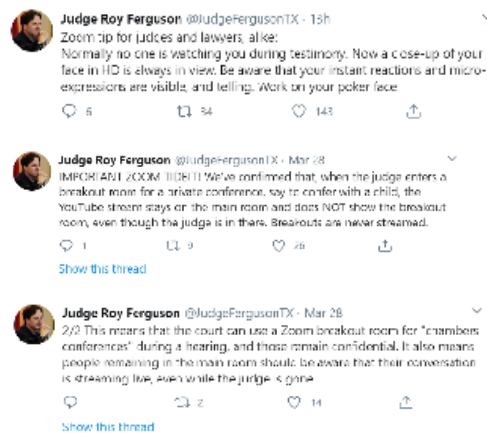 Judge Roy Ferguson @JudgeFergusonTX · 13h
Zoom tip for judges and lawyers, alike:
Normally no one is watching you during testimony. Now a close-up of your
face in HD is always in view. Be aware that your instant reactions and micro-
expressions are visible, and telling. Work on your poker face
6 34 143
Judge Roy Ferguson @JudgeFergusonTX · Mar 28
IMPORTANT ZOOM TIDBIT! We've confirmed that, when the judge enters a
breakout room for a private conference, say to confer with a child, the
YouTube stream stays on the main room and does NOT show the breakout
room, even though the judge is in there. Breakouts are never streamed.
1 9 26
Show this thread
Judge Roy Ferguson @JudgeFergusonTX · Mar 28
2/2 This means that the court can use a Zoom breakout room for "chambers
conferences" during a hearing, and those remain confidential. It also means
people remaining in the main room should be aware that their conversation
is streaming live, even while the judge is gone
2 14
Show this thread